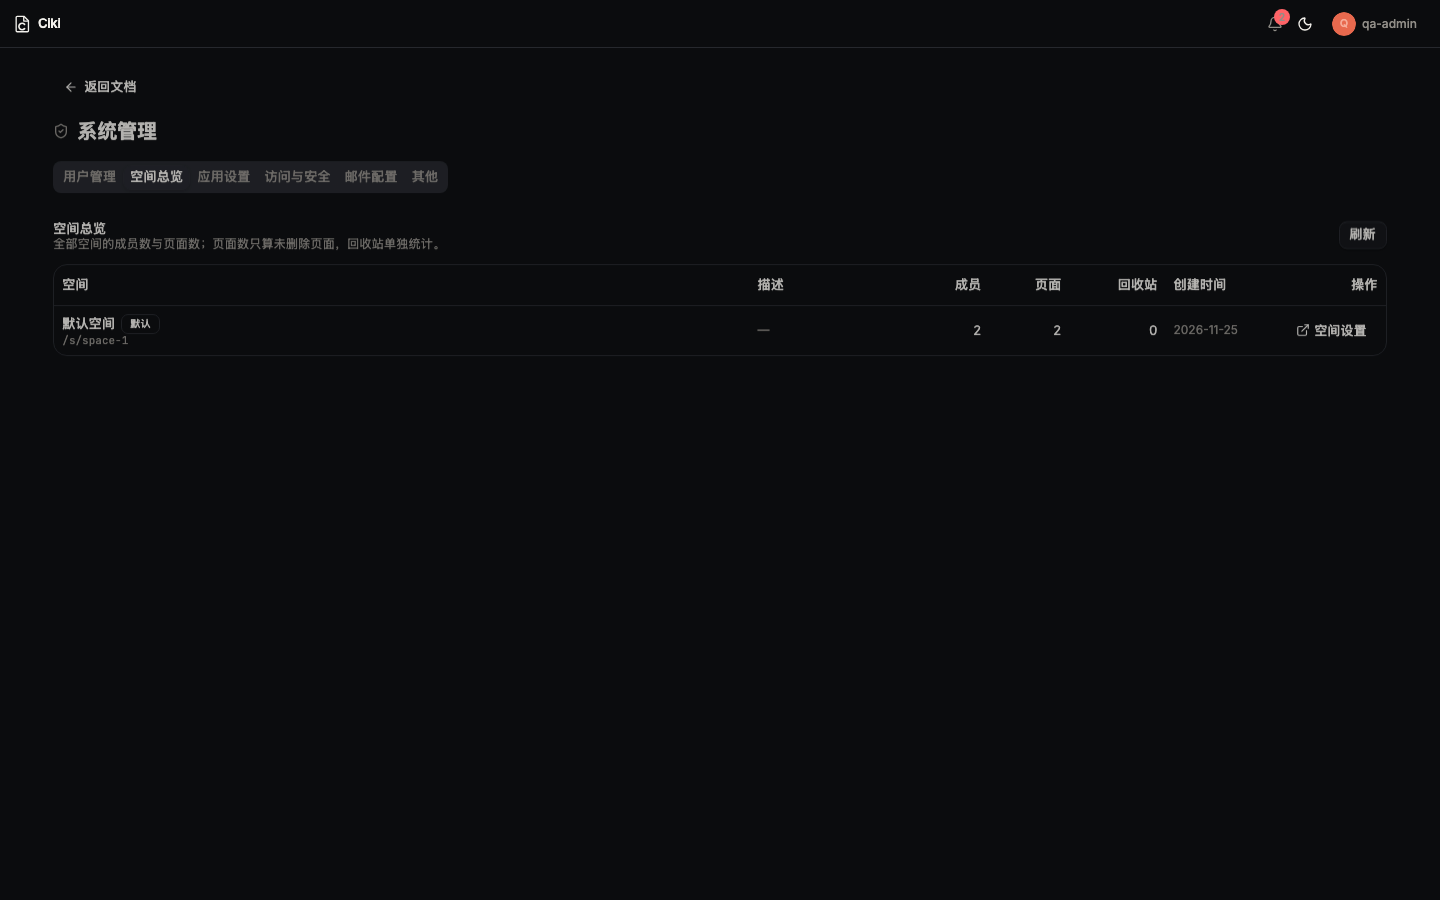 Ciki
Q
qa-admin
返回文档
系统管理
用户管理 空间总览 应用设置 访问与安全 邮件配置 其他
空间总览
全部空间的成员数与页面数；页面数只算未删除页面，回收站单独统计。
刷新
空间 描述 成员 页面 回收站 创建时间 操作
默认空间 默认
/s/space-1
— 2 2 0 2026-11-25 空间设置